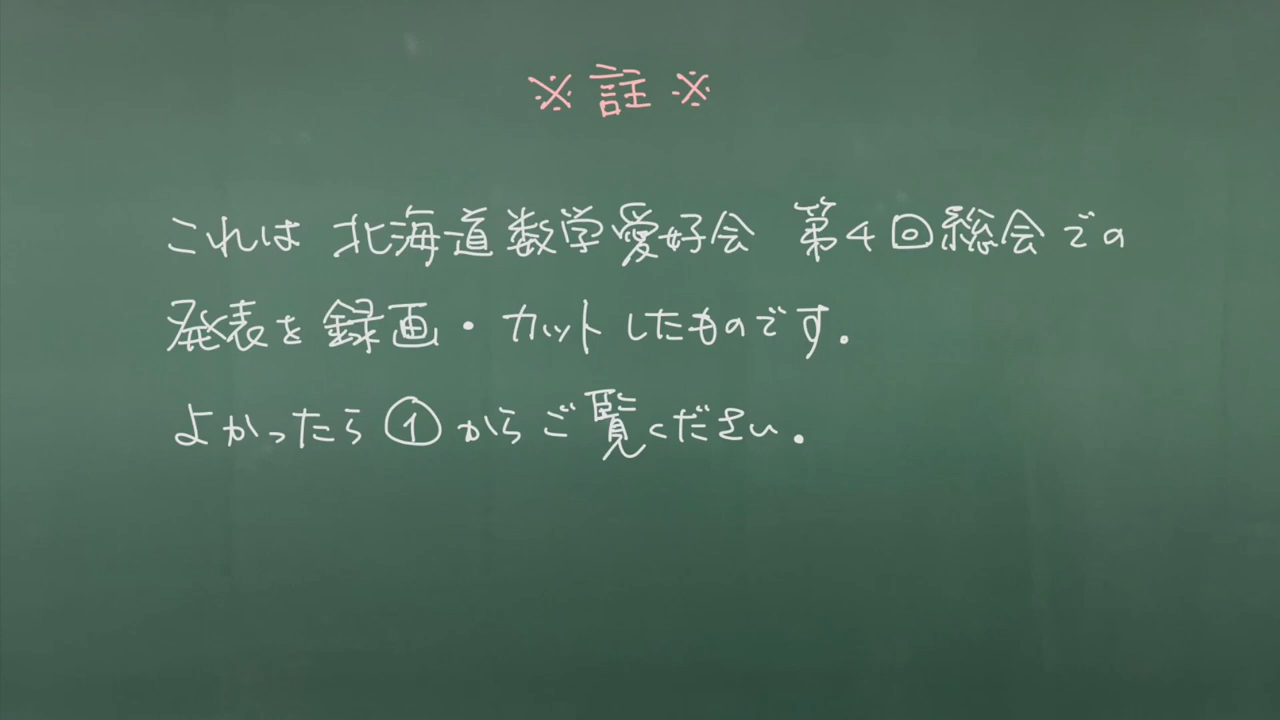 ※註※
これは 北海道数学愛好会 第4回総会での
発表を録画・カットしたものです.
よかったら①からご覧ください.